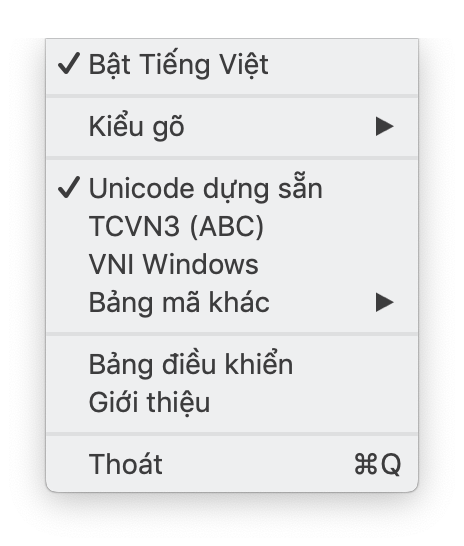 ✓ Bật Tiếng Việt
Kiểu gõ ▶
✓ Unicode dựng sẵn
TCVN3 (ABC)
VNI Windows
Bảng mã khác ▶
Bảng điều khiển
Giới thiệu
Thoát ⌘Q